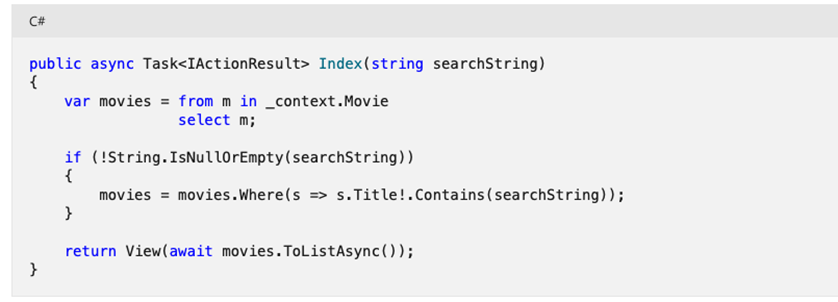 C#
public async Task<IActionResult> Index(string searchString)
{
    var movies = from m in _context.Movie
                 select m;
    if (!String.IsNullOrEmpty(searchString))
    {
        movies = movies.Where(s => s.Title!.Contains(searchString));
    }
    return View(await movies.ToListAsync());
}